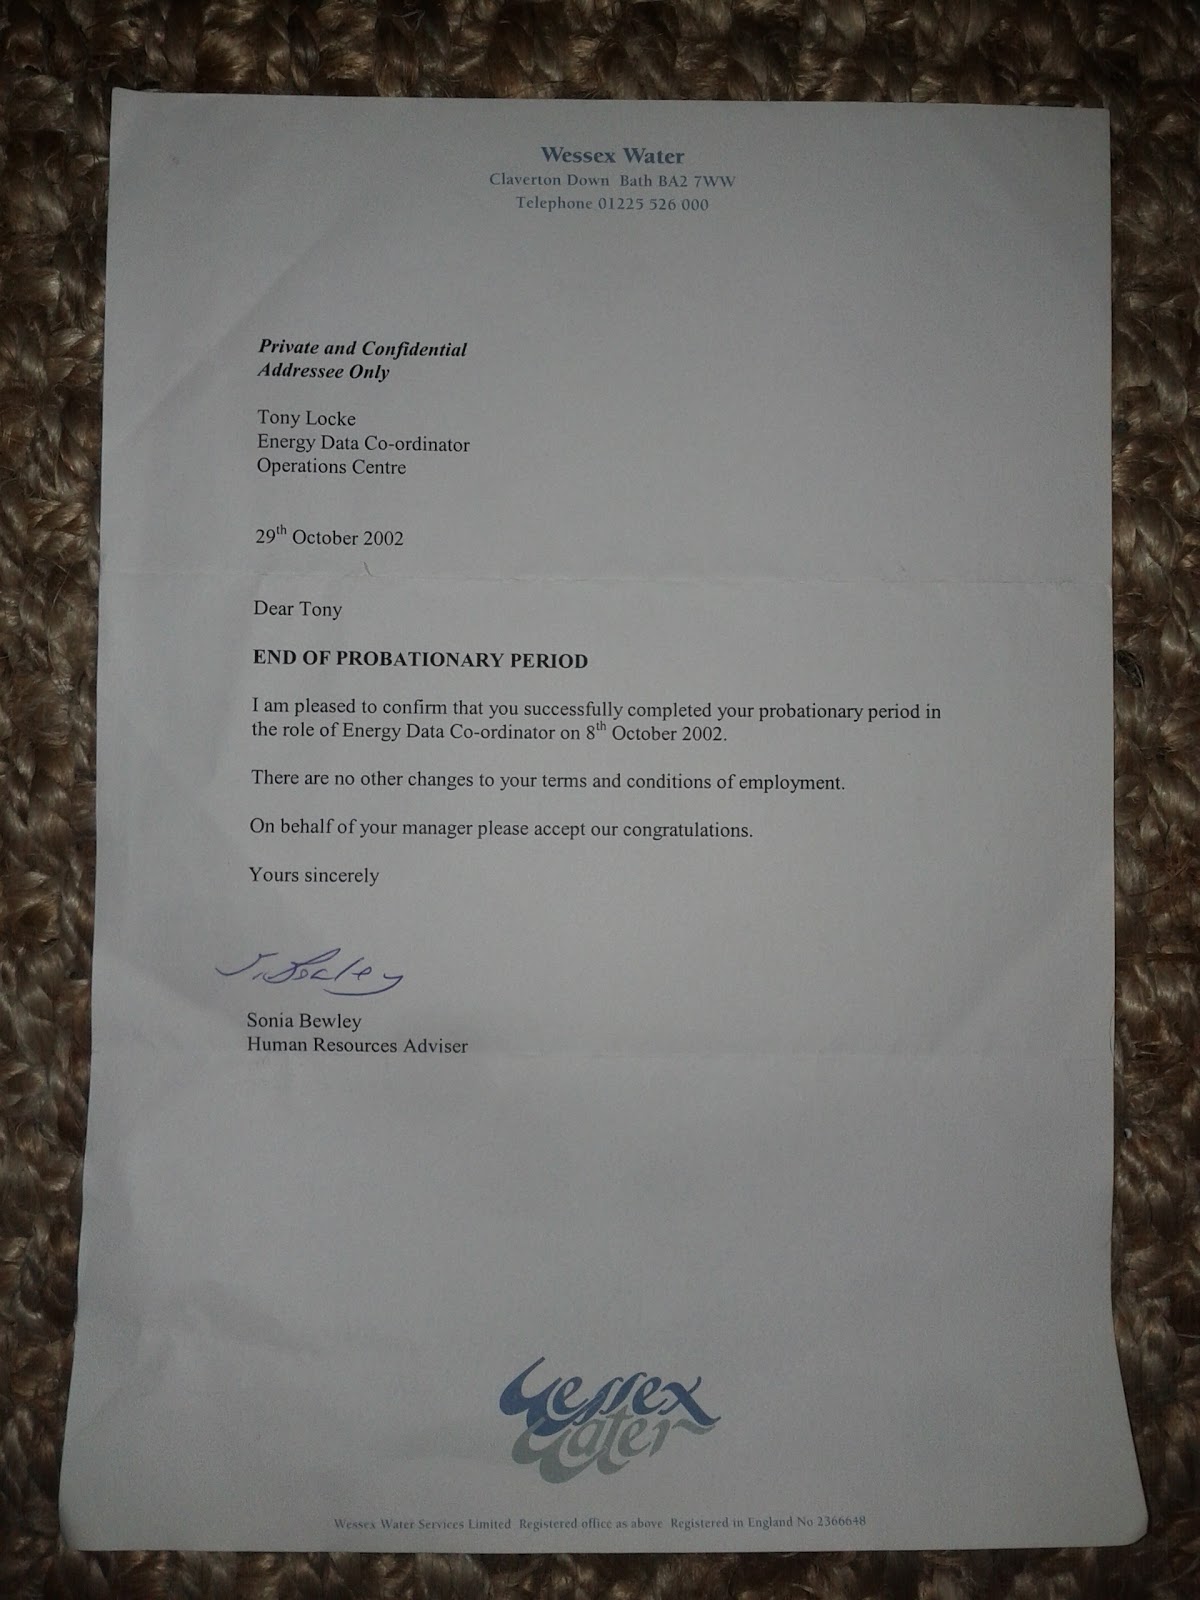 Wessex Water
Claverton Down Bath BA2 7WW
Telephone 01225 526 000
Private and Confidential
Addressee Only
Tony Locke
Energy Data Co-ordinator
Operations Centre
29th October 2002
Dear Tony
END OF PROBATIONARY PERIOD
I am pleased to confirm that you successfully completed your probationary period in
the role of Energy Data Co-ordinator on 8th October 2002.
There are no other changes to your terms and conditions of employment.
On behalf of your manager please accept our congratulations.
Yours sincerely
S. Bewley
Sonia Bewley
Human Resources Adviser
Wessex
Water
Wessex Water Services Limited Registered office as above Registered in England No 2366648